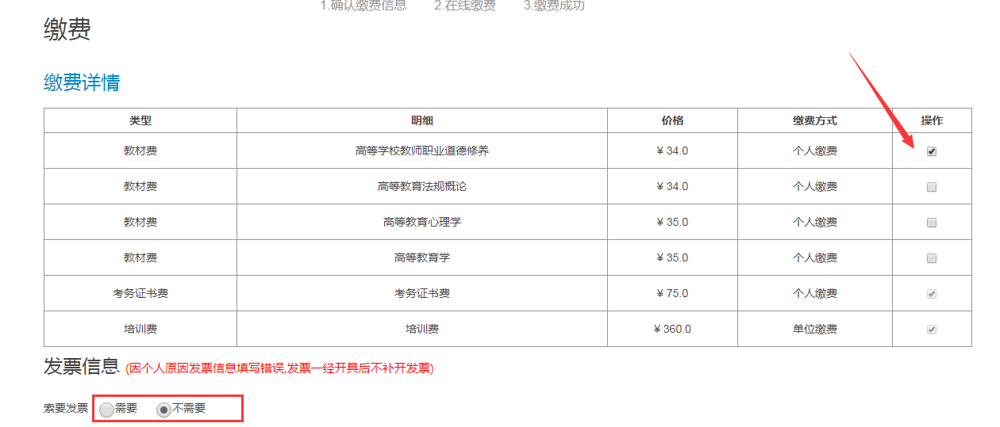 1.确认缴费信息 2.在线缴费 3.缴费成功
缴费
缴费详情
类型 明细 价格 缴费方式 操作
教材费 高等学校教师职业道德修养 ¥ 34.0 个人缴费
教材费 高等教育法规概论 ¥ 34.0 个人缴费
教材费 高等教育心理学 ¥ 35.0 个人缴费
教材费 高等教育学 ¥ 35.0 个人缴费
考务证书费 考务证书费 ¥ 75.0 个人缴费
培训费 培训费 ¥ 360.0 单位缴费
发票信息 (因个人原因发票信息填写错误,发票一经开具后不补开发票)
索要发票 需要 不需要